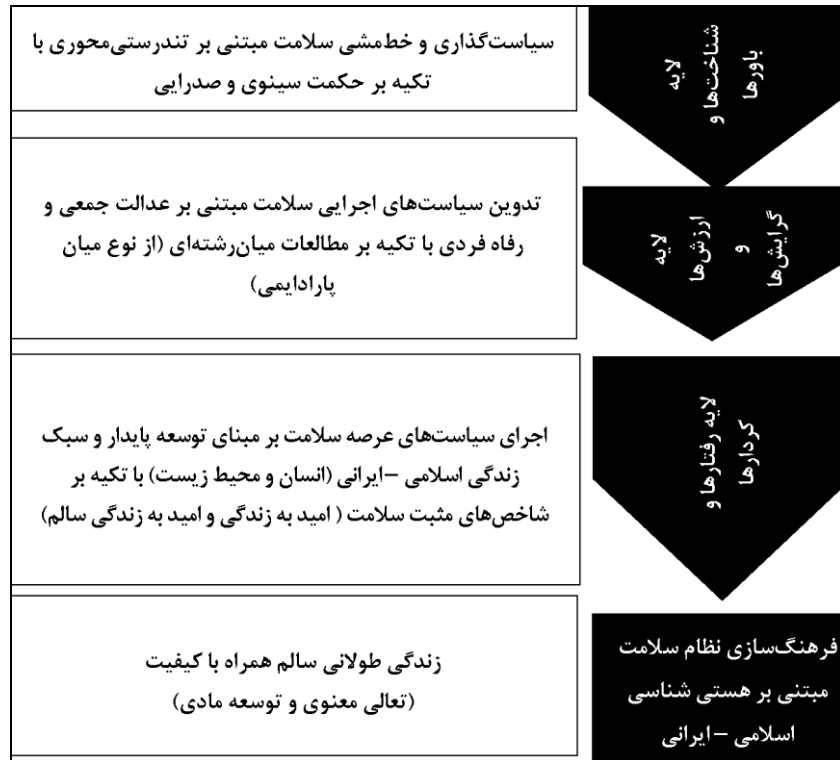 لایه
شناخت‌ها و
باورها
سیاست‌گذاری و خط‌مشی سلامت مبتنی بر تندرستی‌محوری با
تکیه بر حکمت سینوی و صدرایی
لایه
ارزش‌ها
و
گرایش‌ها
تدوین سیاست‌های اجرایی سلامت مبتنی بر عدالت جمعی و
رفاه فردی با تکیه بر مطالعات میان‌رشته‌ای (از نوع میان
پارادایمی)
لایه رفتارها و
کردارها
اجرای سیاست‌های عرصه سلامت بر مبنای توسعه پایدار و سبک
زندگی اسلامی –ایرانی (انسان و محیط زیست) با تکیه بر
شاخص‌های مثبت سلامت ( امید به زندگی و امید به زندگی سالم)
فرهنگ‌سازی نظام سلامت
مبتنی بر هستی شناسی
اسلامی –ایرانی
زندگی طولانی سالم همراه با کیفیت
(تعالی معنوی و توسعه مادی)